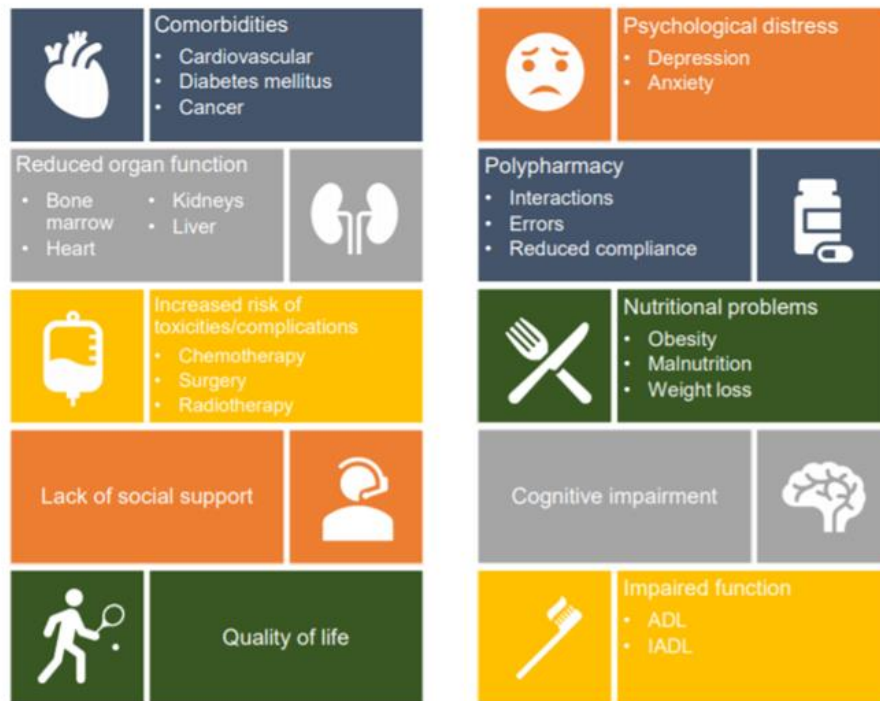 Comorbidities
• Cardiovascular
• Diabetes mellitus
• Cancer
Reduced organ function
• Bone
marrow
• Heart
• Kidneys
• Liver
Increased risk of
toxicities/complications
• Chemotherapy
• Surgery
• Radiotherapy
Lack of social support
Quality of life
Psychological distress
• Depression
• Anxiety
Polypharmacy
• Interactions
• Errors
• Reduced compliance
Nutritional problems
• Obesity
• Malnutrition
• Weight loss
Cognitive impairment
Impaired function
• ADL
• IADL